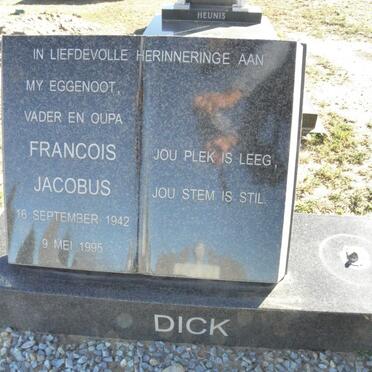 HEUNIS
IN LIEFDEVOLLE HERINNERINGE AAN
MY EGGENOOT,
VADER EN OUPA
FRANCOIS
JACOBUS
16 SEPTEMBER 1942
9 MEI 1995
JOU PLEK IS LEEG,
JOU STEM IS STIL.
DICK